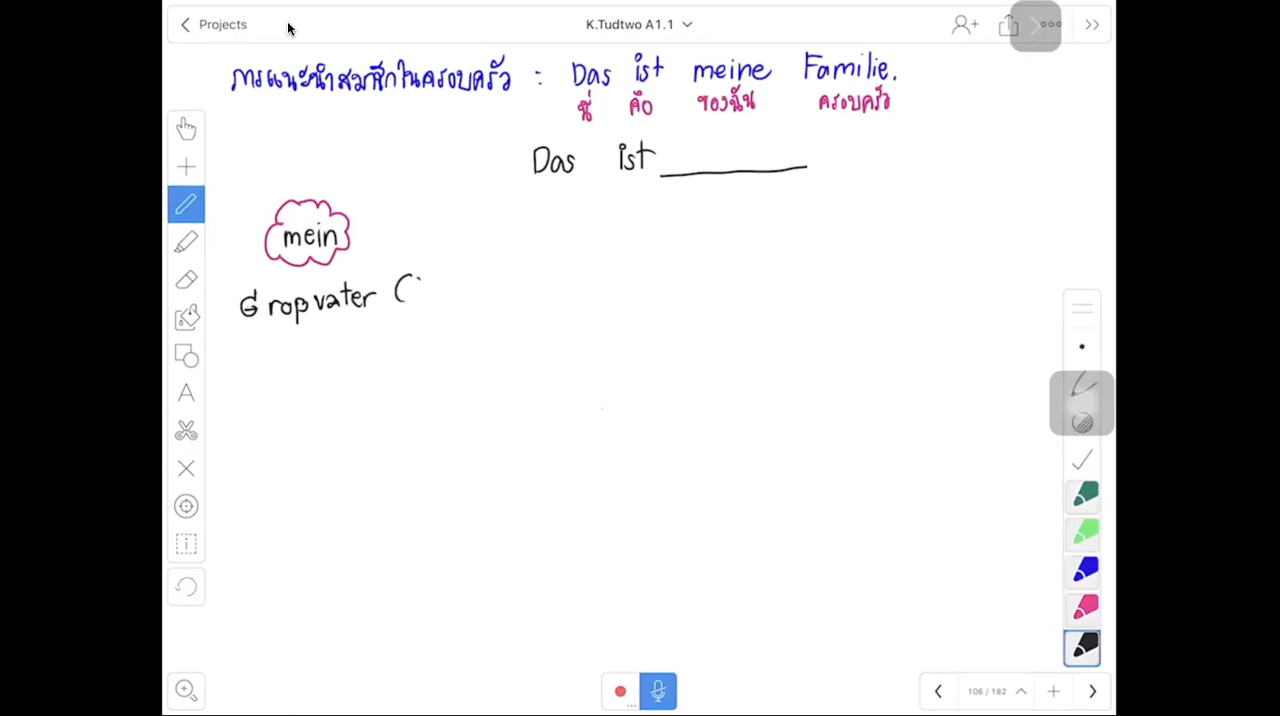 Projects
K.Tudtwo A1.1
การแนะนำสมาชิกในครอบครัว : Das ist meine Familie.
นี่ คือ ของฉัน ครอบครัว
Das ist ________
mein
Großvater (
106 / 182